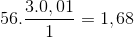 56.\frac{3.0,01}{1} = 1,68